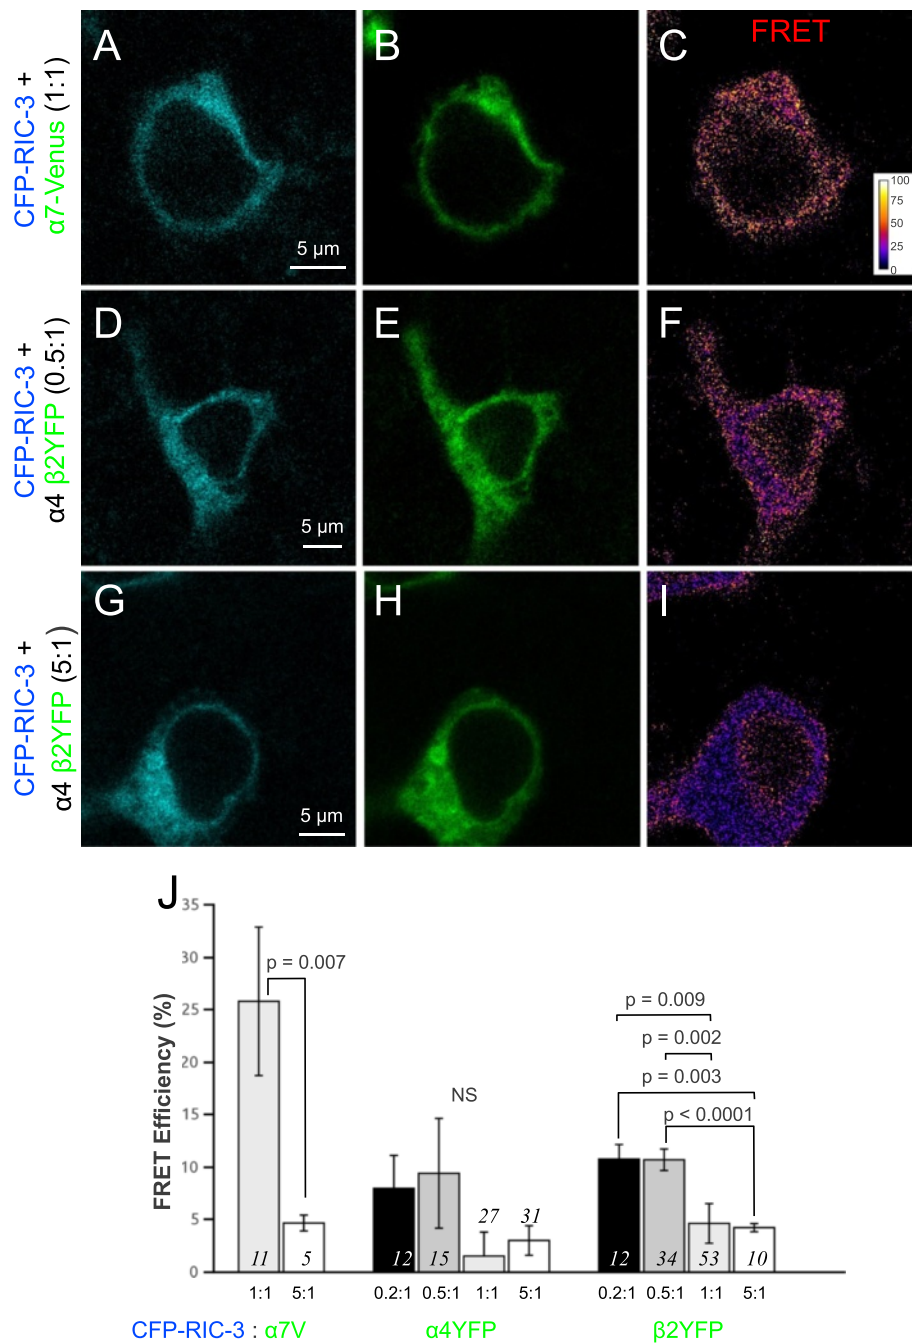 CFP-RIC-3 +
α7-Venus (1:1)
A
B
C
FRET
5 µm
100
75
50
25
0
CFP-RIC-3 +
α4 β2YFP (0.5:1)
D
E
F
5 µm
CFP-RIC-3 +
α4 β2YFP (5:1)
G
H
I
5 µm
J
FRET Efficiency (%)
35
30
25
20
15
10
5
0
p = 0.007
NS
p = 0.009
p = 0.002
p = 0.003
p < 0.0001
11 5 12 15 27 31 12 34 53 10
1:1 5:1 0.2:1 0.5:1 1:1 5:1 0.2:1 0.5:1 1:1 5:1
CFP-RIC-3 : α7V α4YFP β2YFP